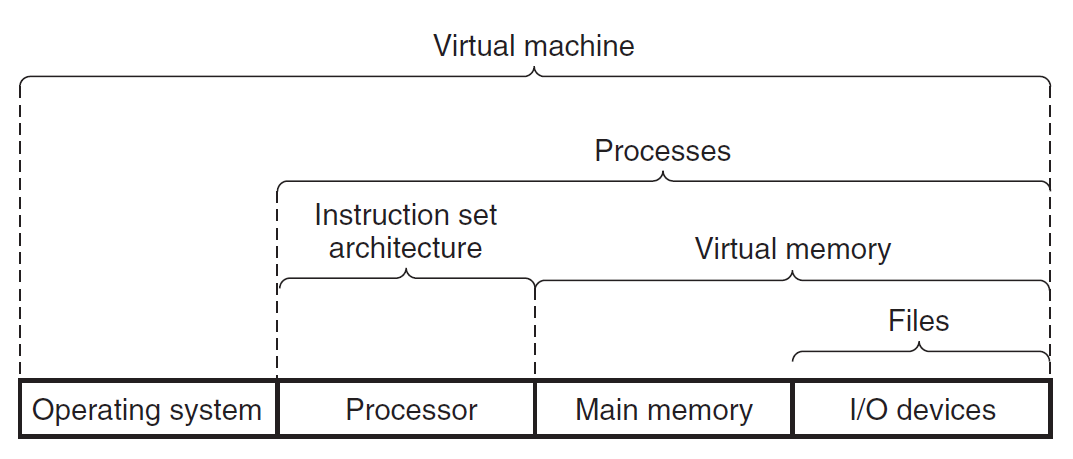 Virtual machine
Processes
Instruction set
architecture
Virtual memory
Files
Operating system
Processor
Main memory
I/O devices